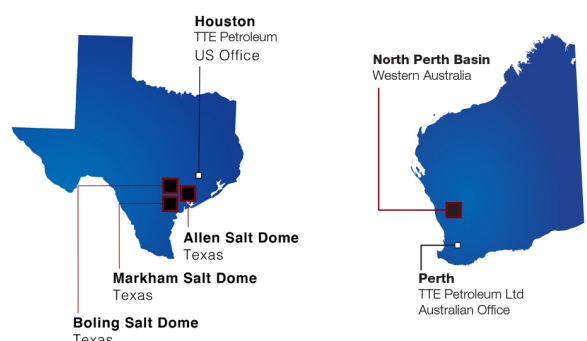 Houston
TTE Petroleum
US Office
Allen Salt Dome
Texas
Markham Salt Dome
Texas
Boling Salt Dome
Texas
North Perth Basin
Western Australia
Perth
TTE Petroleum Ltd
Australian Office